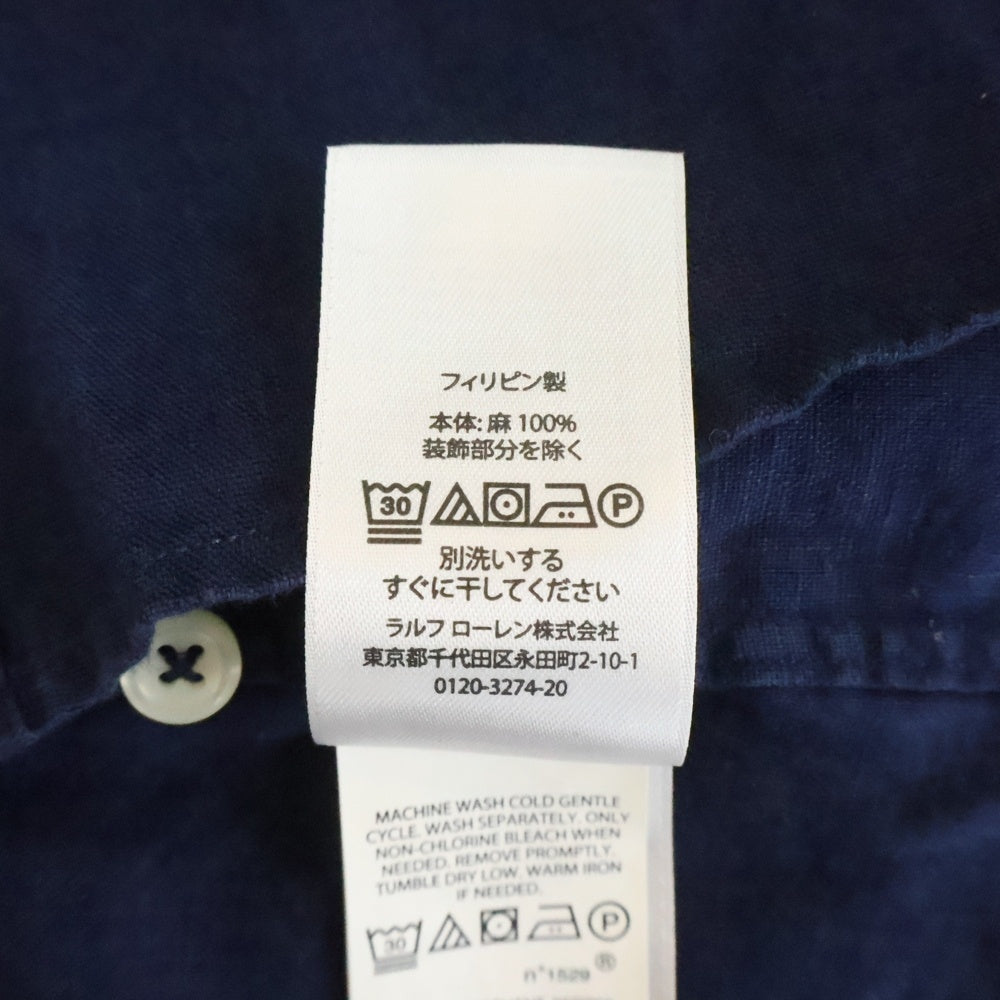 フィリピン製
本体: 麻 100%
装飾部分を除く
30
P
別洗いする
すぐに干してください
ラルフ ローレン株式会社
東京都千代田区永田町2-10-1
0120-3274-20
MACHINE WASH COLD GENTLE
CYCLE. WASH SEPARATELY. ONLY
NON-CHLORINE BLEACH WHEN
NEEDED. REMOVE PROMPTLY.
TUMBLE DRY LOW. WARM IRON
IF NEEDED.
30
P
®
n°1529